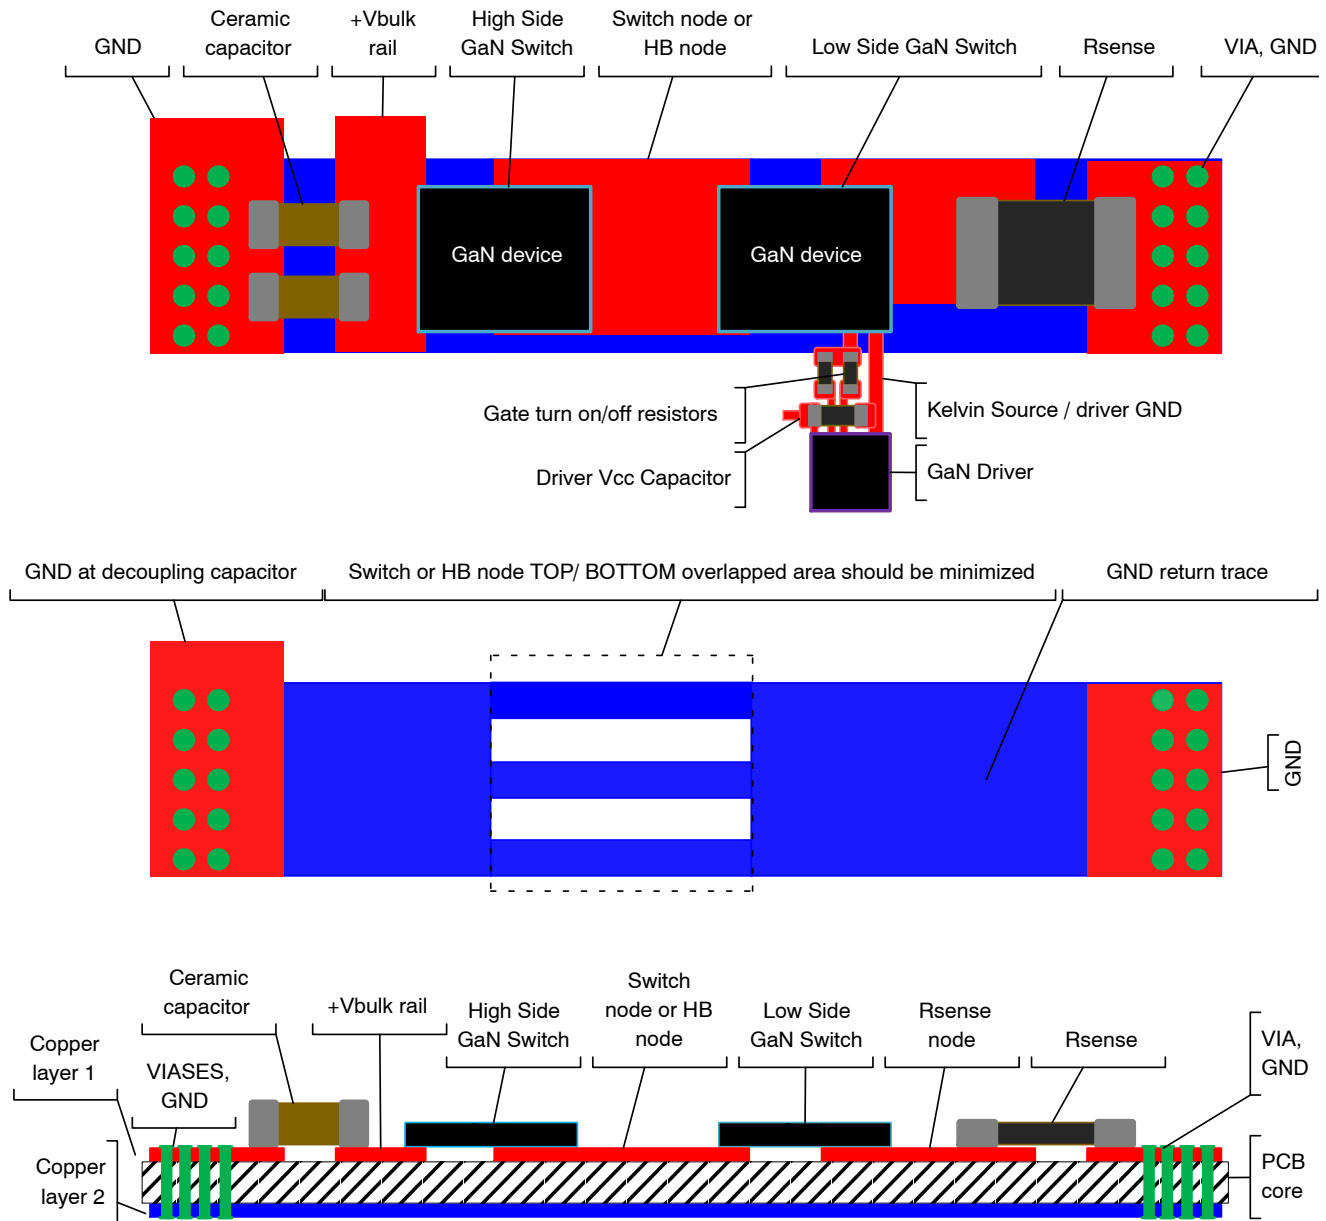 GND
Ceramic
capacitor
+Vbulk
rail
High Side
GaN Switch
Switch node or
HB node
Low Side GaN Switch
Rsense
VIA, GND
GaN device
GaN device
Gate turn on/off resistors
Kelvin Source / driver GND
Driver Vcc Capacitor
GaN Driver
GND at decoupling capacitor
Switch or HB node TOP/ BOTTOM overlapped area should be minimized
GND return trace
GND
Ceramic
capacitor
+Vbulk rail
High Side
GaN Switch
Switch
node or HB
node
Low Side
GaN Switch
Rsense
node
Rsense
VIA,
GND
Copper
layer 1
VIASES,
GND
Copper
layer 2
PCB
core